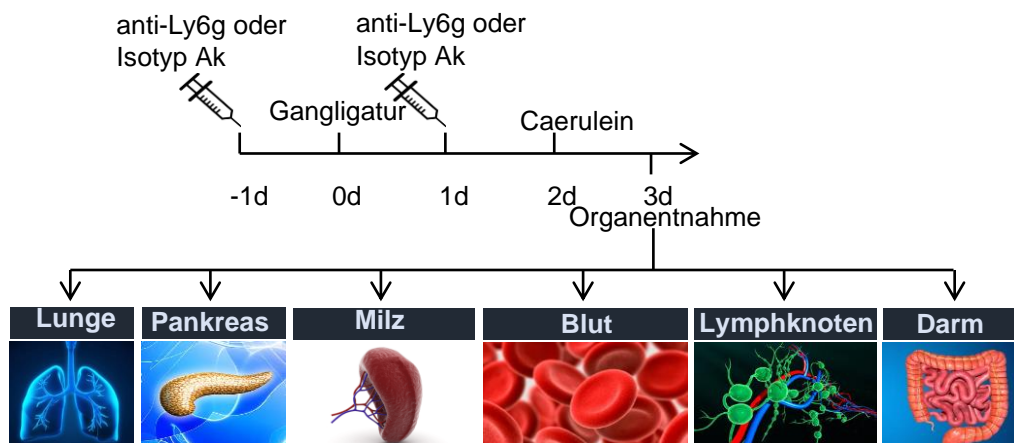 anti-Ly6g oder
Isotyp Ak
anti-Ly6g oder
Isotyp Ak
Gangligatur
Caerulein
-1d 0d 1d 2d 3d
Organentnahme
Lunge Pankreas Milz Blut Lymphknoten Darm